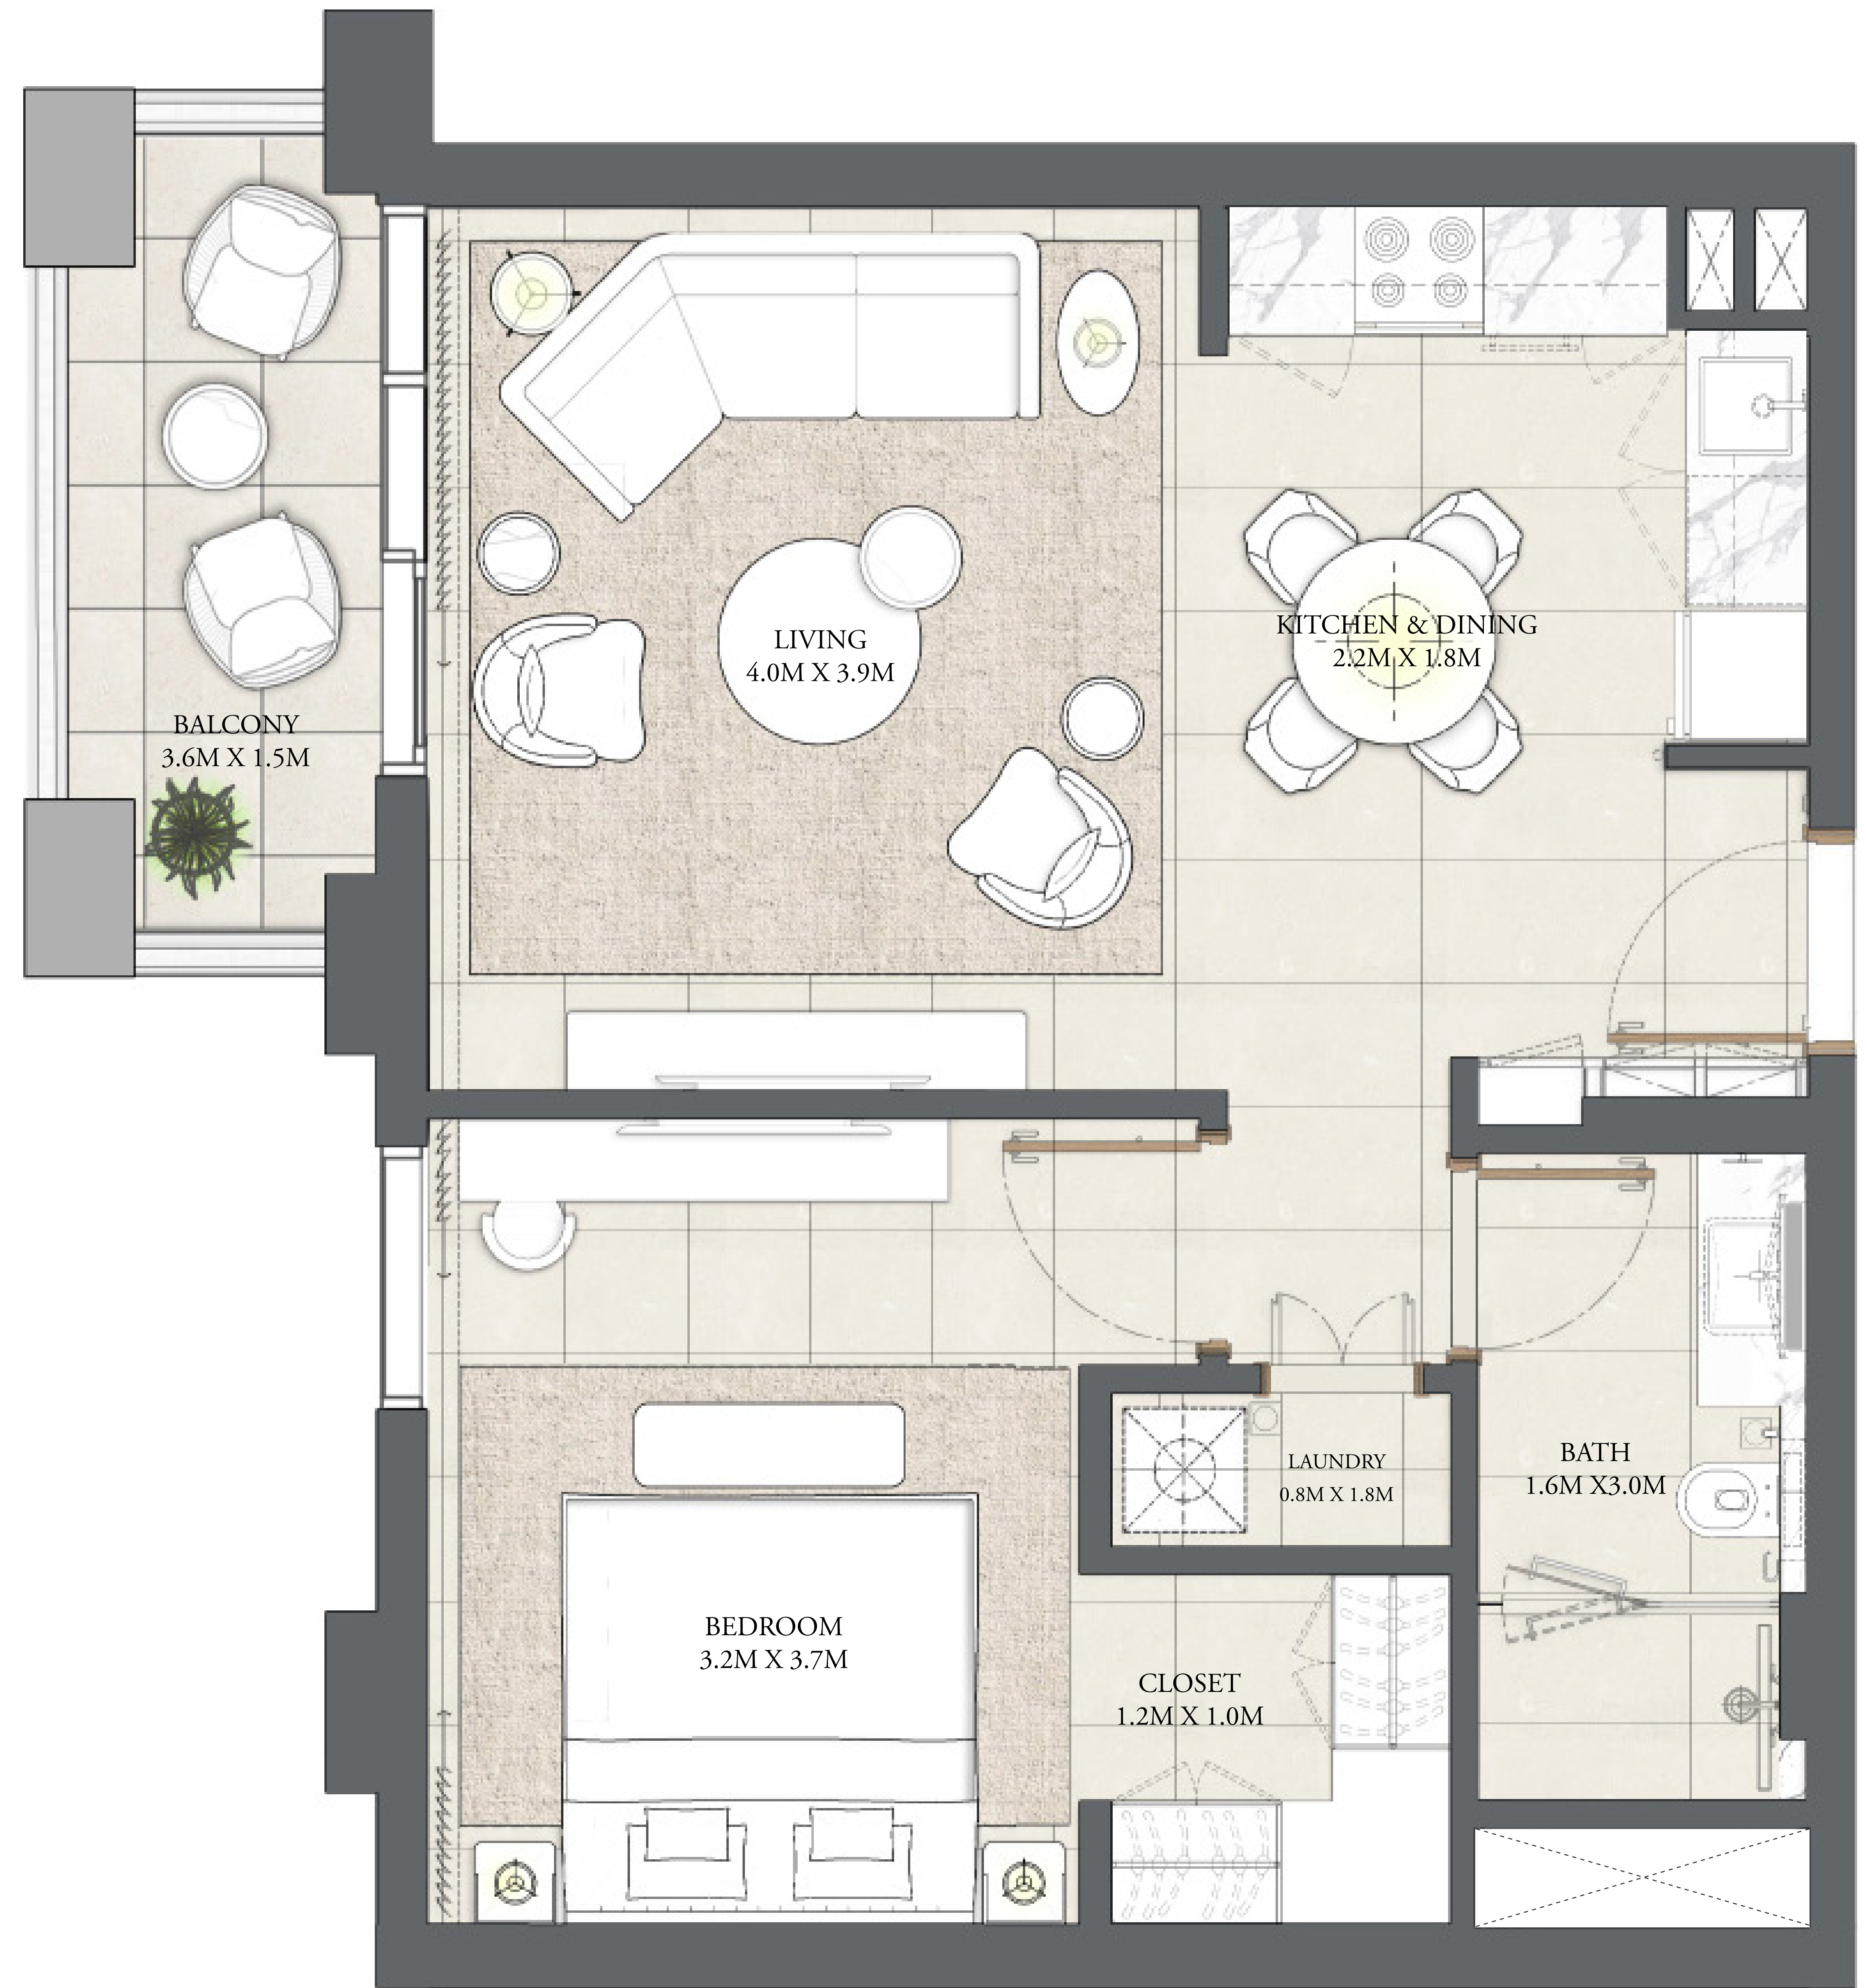 LIVING
4.0M X 3.9M
KITCHEN & DINING
2.2M X 1.8M
BALCONY
3.6M X 1.5M
BATH
1.6M X3.0M
LAUNDRY
0.8M X 1.8M
BEDROOM
3.2M X 3.7M
CLOSET
1.2M X 1.0M